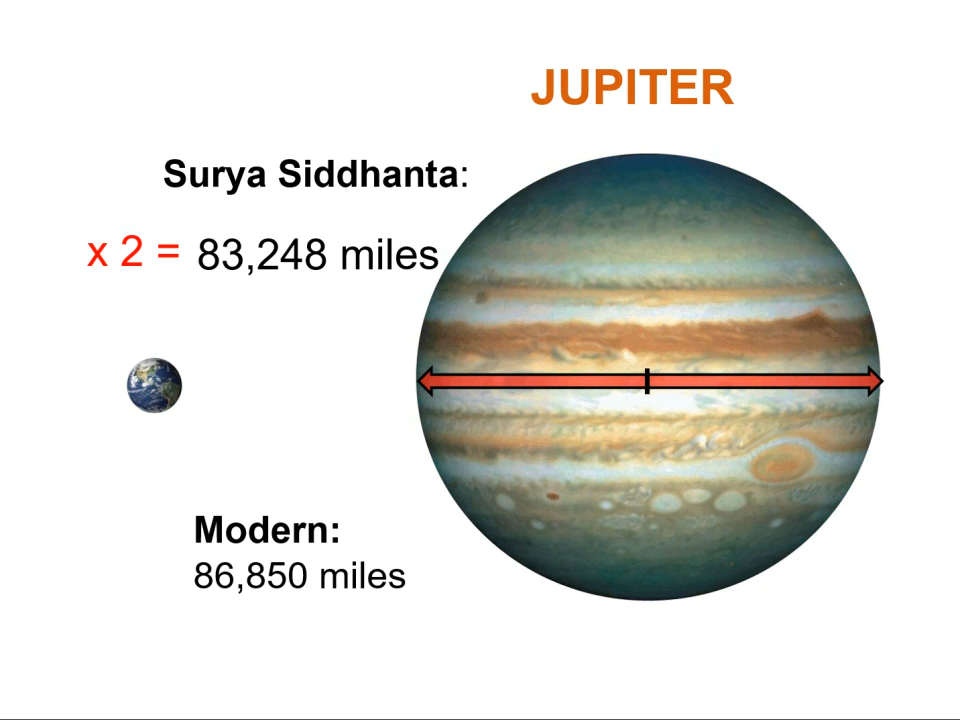 JUPITER
Surya Siddhanta:
x 2 = 83,248 miles
Modern:
86,850 miles